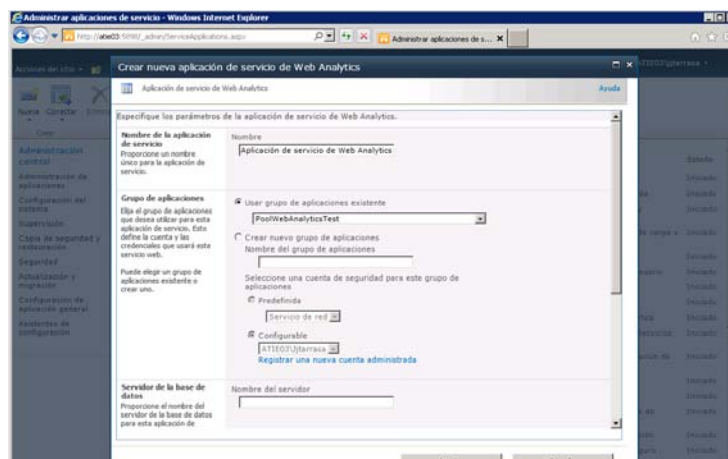 Administrar aplicaciones de servicio - Windows Internet Explorer
Administrar aplicaciones de s...
Acciones del sitio
Crear nueva aplicación de servicio de Web Analytics
Aplicación de servicio de Web Analytics
Ayuda
Especifique los parámetros de la aplicación de servicio de Web Analytics.
Nombre de la aplicación
de servicio
Proporcione un nombre
único para la aplicación de
servicio.
Nombre
Aplicación de servicio de Web Analytics
Grupo de aplicaciones
Elija el grupo de aplicaciones
que desea utilizar para esta
aplicación de servicio. Esto
define la cuenta y las
credenciales que usará este
servicio web.
Puede elegir un grupo de
aplicaciones existente o
crear uno.
Usar grupo de aplicaciones existente
PoolWebAnalyticsTest
Crear nuevo grupo de aplicaciones
Nombre del grupo de aplicaciones
Seleccione una cuenta de seguridad para este grupo de
aplicaciones
Predefinida
Servicio de red
Configurable
ATIE03\jtarrasa
Registrar una nueva cuenta administrada
Servidor de la base de
datos
Proporcione el nombre del
servidor de la base de datos
para esta aplicación de
Nombre del servidor
Nueva
Conectar
Crear
Administración
central
Administración de
aplicaciones
Configuración del
sistema
Supervisión
Copia de seguridad y
restauración
Seguridad
Actualización y
migración
Configuración de
aplicación general
Asistentes de
configuración
Estado
Iniciado
Iniciado
Iniciado
Iniciado
Iniciado
Iniciado
Iniciado
Iniciado
Iniciado
Iniciado
Iniciado
Iniciado
Iniciado